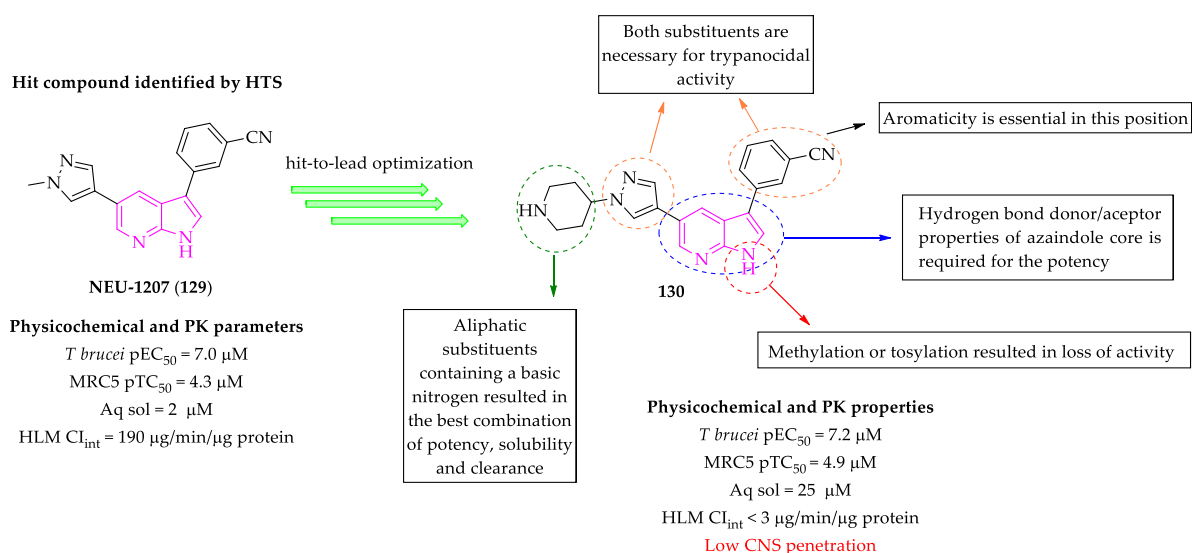 Hit compound identified by HTS
CN
N
N
N
N
H
NEU-1207 (129)
Physicochemical and PK parameters
T brucei pEC50 = 7.0 µM
MRC5 pTC50 = 4.3 µM
Aq sol = 2 µM
HLM CIint = 190 µg/min/µg protein
hit-to-lead optimization
Both substituents are
necessary for trypanocidal
activity
Aromaticity is essential in this position
CN
N
HN
N
N
N
H
130
Hydrogen bond donor/aceptor
properties of azaindole core is
required for the potency
Methylation or tosylation resulted in loss of activity
Aliphatic
substituents
containing a basic
nitrogen resulted in
the best combination
of potency, solubility
and clearance
Physicochemical and PK properties
T brucei pEC50 = 7.2 µM
MRC5 pTC50 = 4.9 µM
Aq sol = 25 µM
HLM CIint < 3 µg/min/µg protein
Low CNS penetration